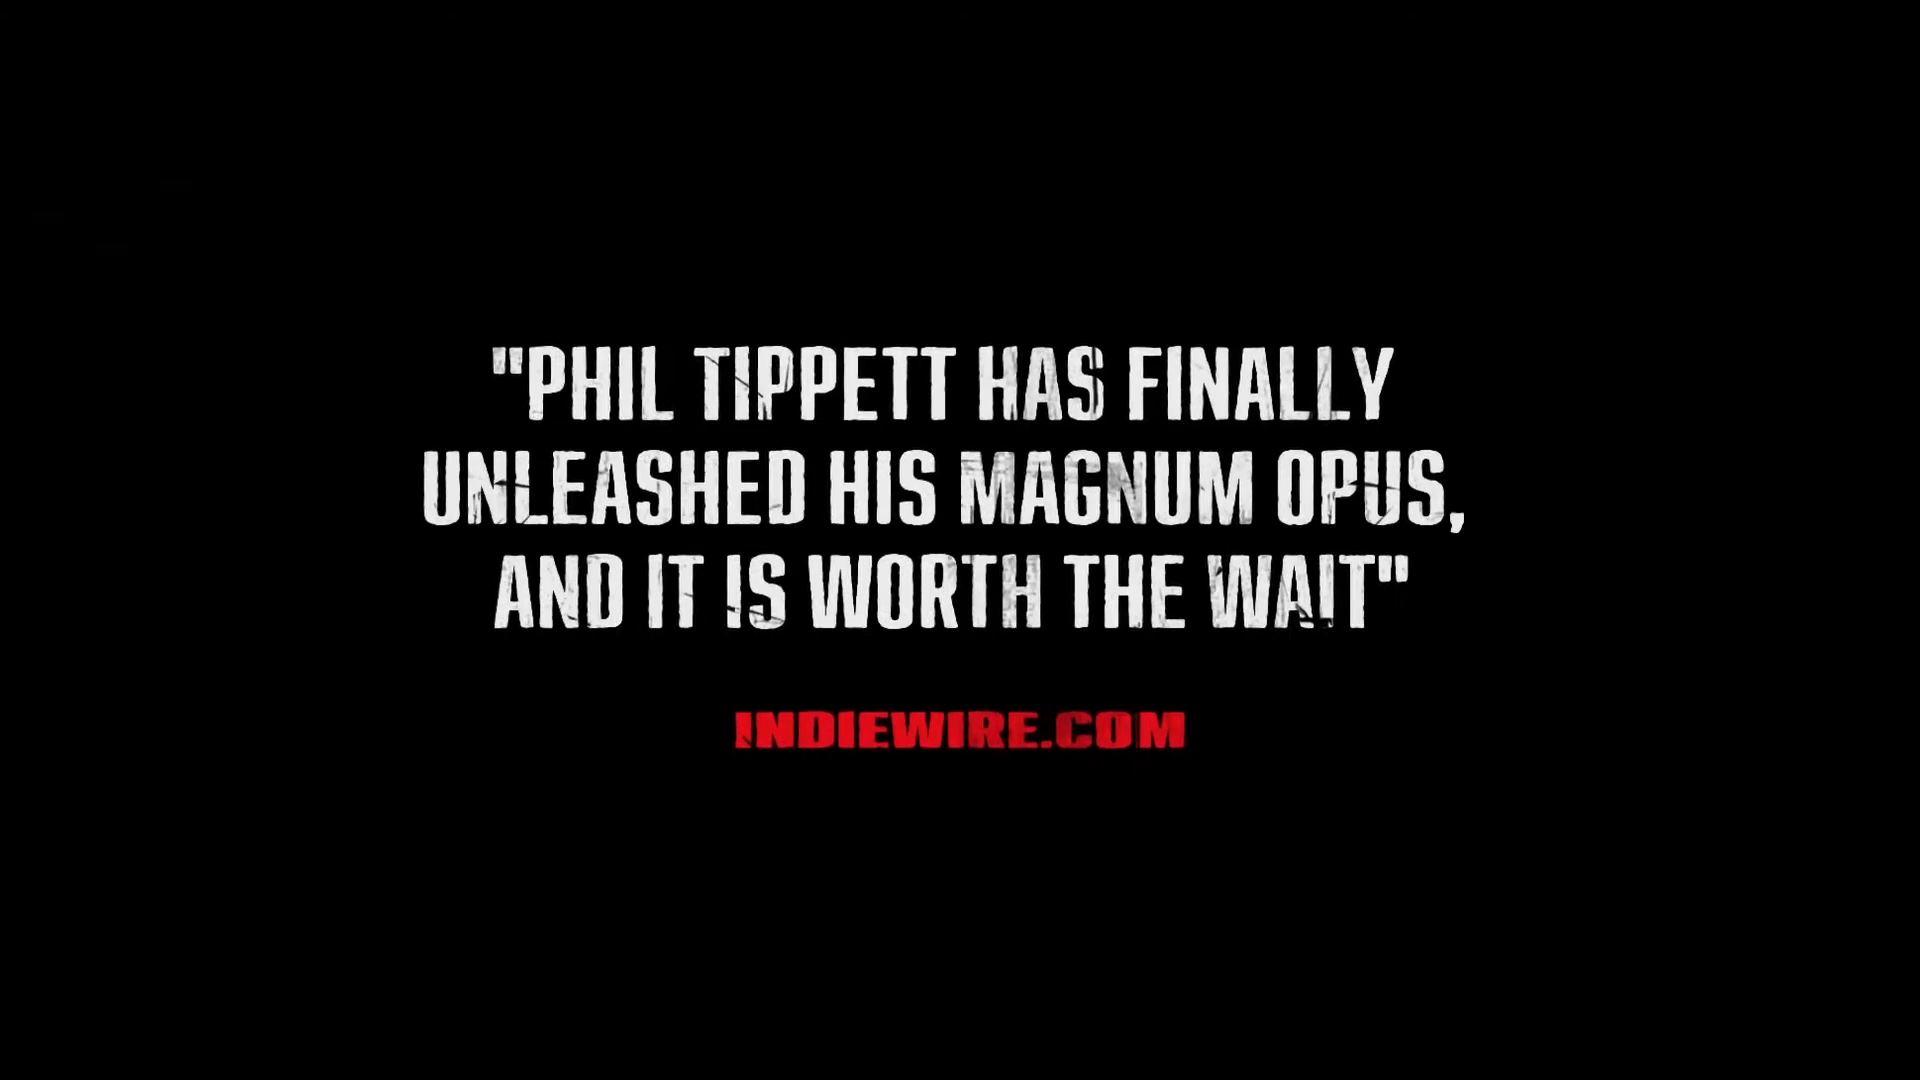 "PHIL TIPPETT HAS FINALLY
UNLEASHED HIS MAGNUM OPUS,
AND IT IS WORTH THE WAIT"
INDIEWIRE.COM